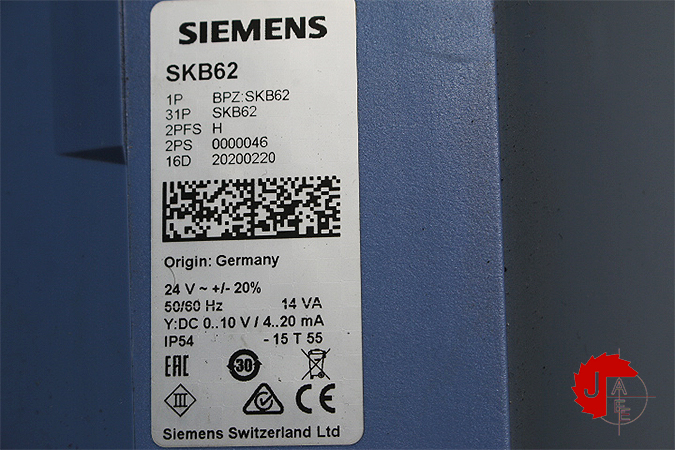 SIEMENS
SKB62
1P BPZ:SKB62
31P SKB62
2PFS H
2PS 0000046
16D 20200220
Origin: Germany
24 V ~ +/- 20%
50/60 Hz 14 VA
Y:DC 0..10 V / 4..20 mA
IP54 - 15 T 55
EAC 30
III CE
Siemens Switzerland Ltd
J